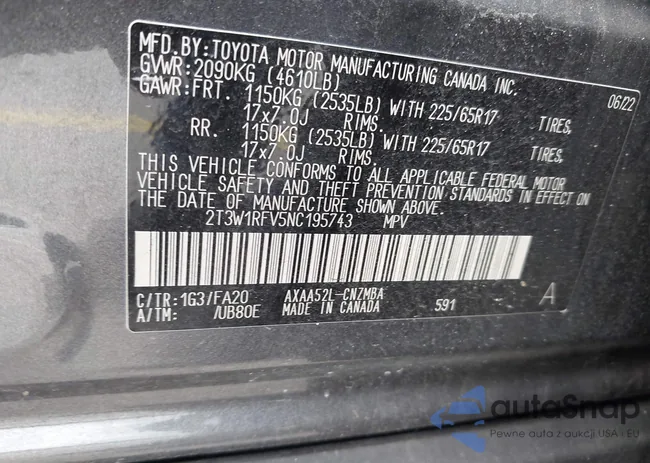 MFD.BY:TOYOTA MOTOR MANUFACTURING CANADA INC.
GVWR:2090KG (4610LB) 06/22
GAWR:FRT. 1150KG (2535LB) WITH 225/65R17 TIRES,
17x7.0J RIMS.
RR. 1150KG (2535LB) WITH 225/65R17 TIRES,
17x7.0J RIMS.
THIS VEHICLE CONFORMS TO ALL APPLICABLE FEDERAL MOTOR
VEHICLE SAFETY AND THEFT PREVENTION STANDARDS IN EFFECT ON
THE DATE OF MANUFACTURE SHOWN ABOVE.
2T3W1RFV5NC195743 MPV
C/TR:1G3/FA20 AXAA52L-CNZMBA A
A/TM: /UB80E MADE IN CANADA 591
autoSnap
Pewne auta z aukcji USA i EU